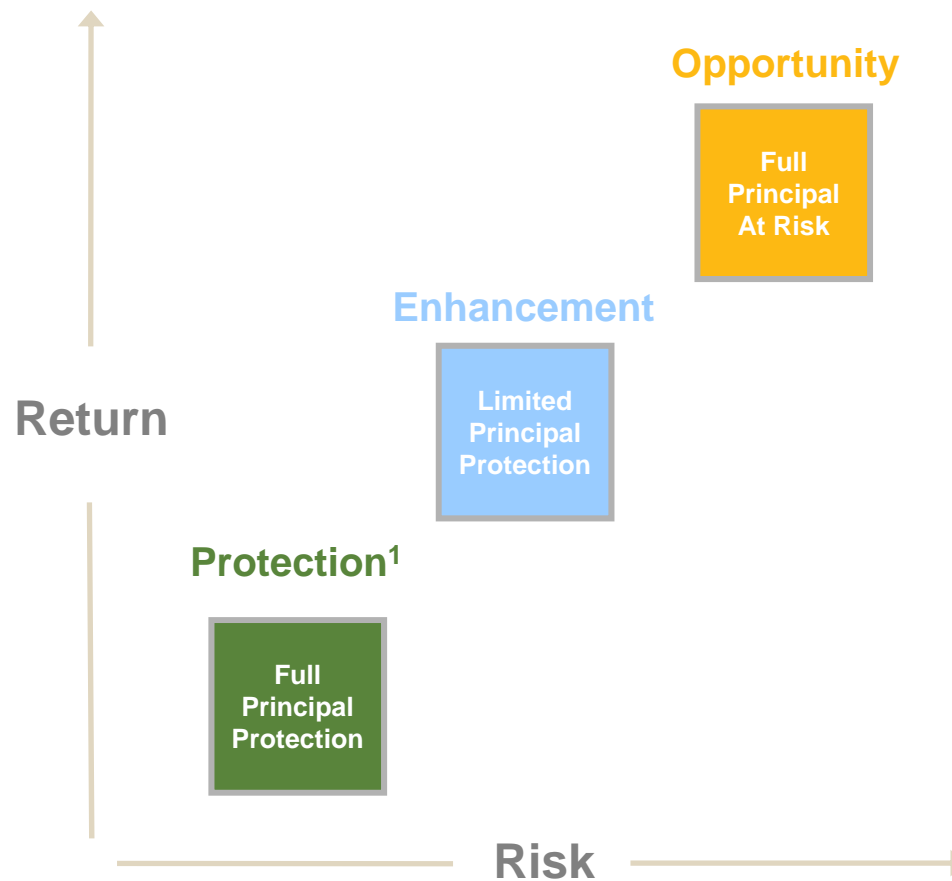 Opportunity
Full
Principal
At Risk
Enhancement
Limited
Principal
Protection
Return
Protection¹
Full
Principal
Protection
Risk